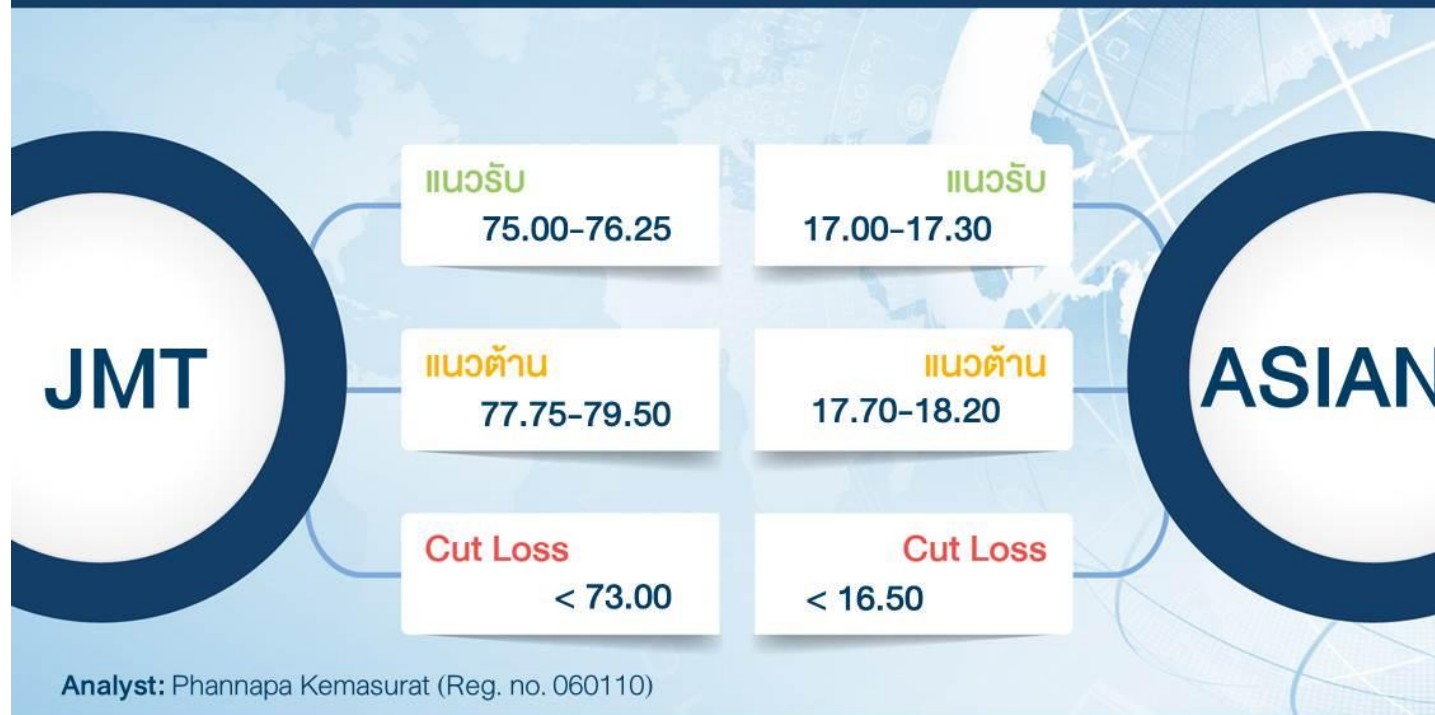 JMT
แนวรับ
75.00-76.25
แนวต้าน
77.75-79.50
Cut Loss
< 73.00
แนวรับ
17.00-17.30
แนวต้าน
17.70-18.20
Cut Loss
< 16.50
ASIAN
Analyst: Phannapa Kemasurat (Reg. no. 060110)